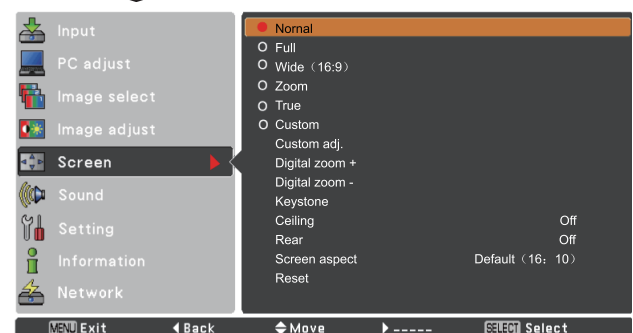 Input
PC adjust
Image select
Image adjust
Screen
Sound
Setting
Information
Network
Nornal
Full
Wide（16:9）
Zoom
True
Custom
Custom adj.
Digital zoom +
Digital zoom -
Keystone
Ceiling Off
Rear Off
Screen aspect Default（16：10）
Reset
MENU Exit Back Move ----- SELECT Select